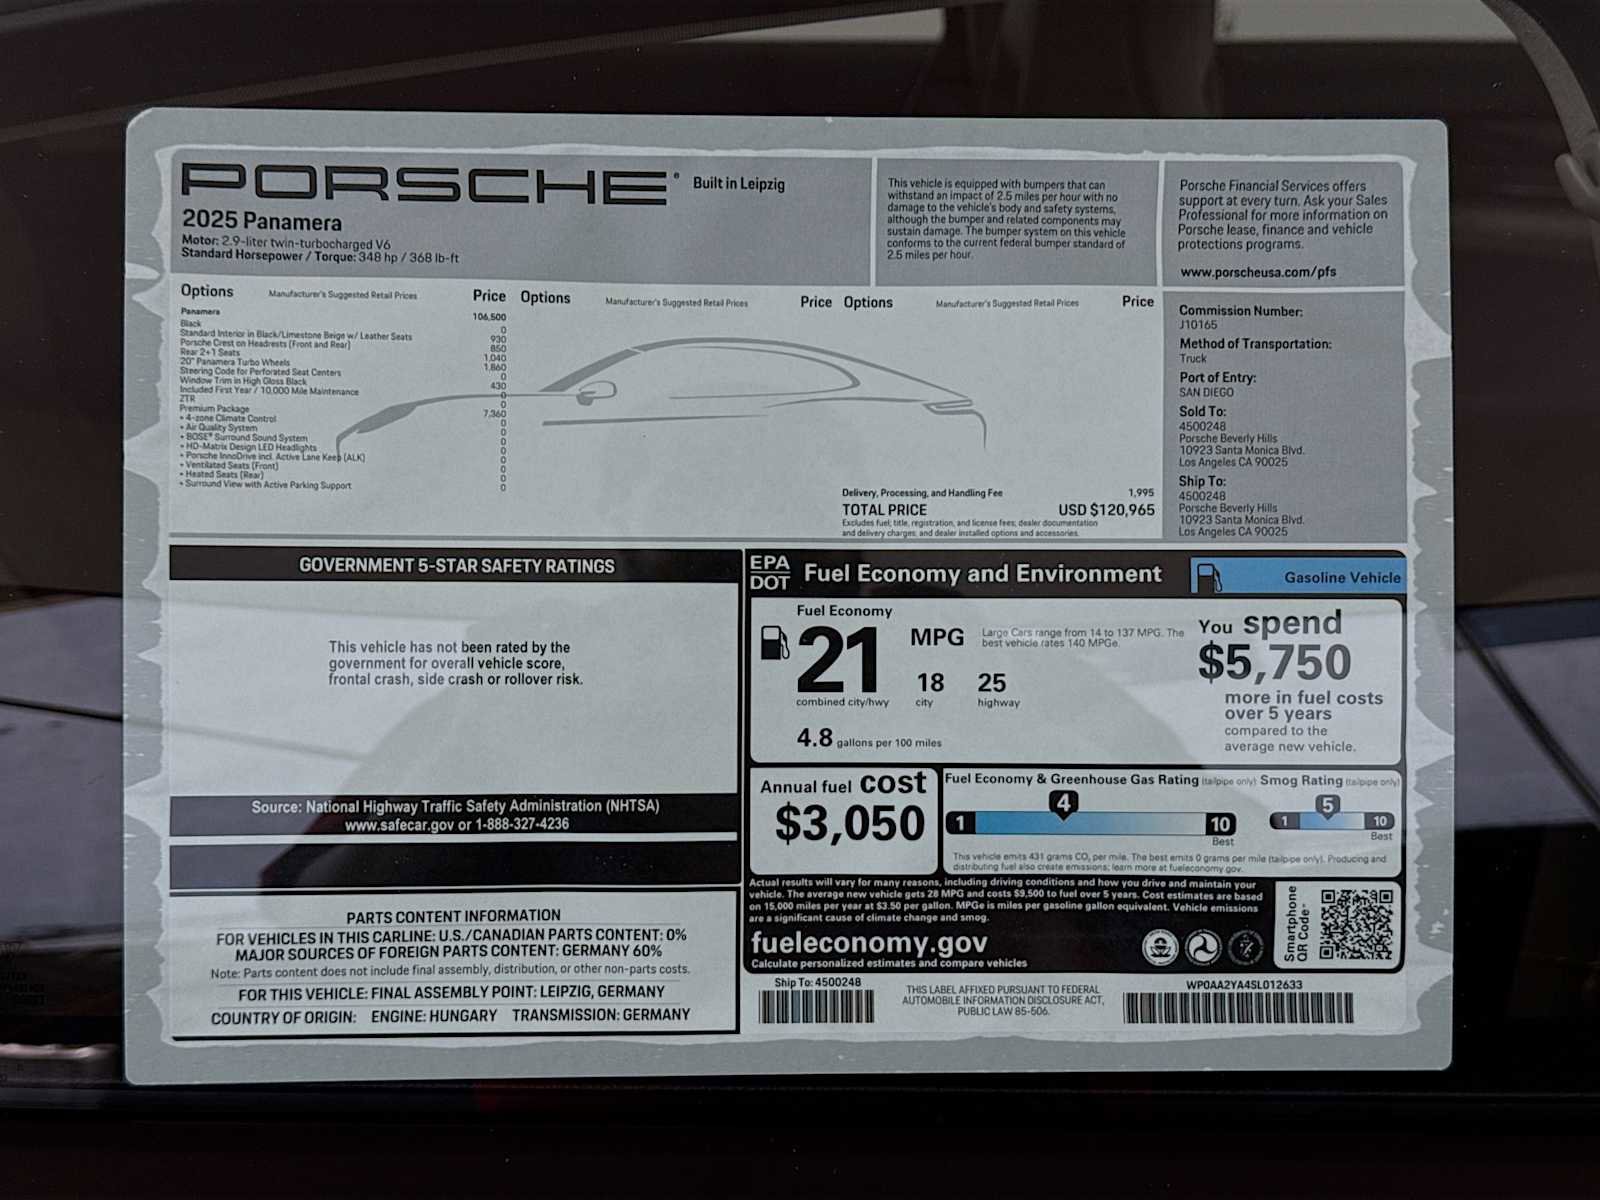 PORSCHE® Built in Leipzig
2025 Panamera
Motor: 2.9-liter twin-turbocharged V6
Standard Horsepower / Torque: 348 hp / 368 lb-ft
This vehicle is equipped with bumpers that can
withstand an impact of 2.5 miles per hour with no
damage to the vehicle's body and safety systems,
although the bumper and related components may
sustain damage. The bumper system on this vehicle
conforms to the current federal bumper standard of
2.5 miles per hour.
Porsche Financial Services offers
support at every turn. Ask your Sales
Professional for more information on
Porsche lease, finance and vehicle
protections programs.
www.porscheusa.com/pfs
Options Manufacturer's Suggested Retail Prices Price Options Manufacturer's Suggested Retail Prices Price Options Manufacturer's Suggested Retail Prices Price
Panamera 106,500
Black 0
Standard Interior in Black/Limestone Beige w/ Leather Seats 930
Porsche Crest on Headrests (Front and Rear) 850
Rear 2+1 Seats 1,040
20" Panamera Turbo Wheels 1,860
Steering Code for Perforated Seat Centers 0
Window Trim in High Gloss Black 430
Included First Year / 10,000 Mile Maintenance 0
ZTR 0
Premium Package 7,360
• 4-zone Climate Control 0
• Air Quality System 0
• BOSE® Surround Sound System 0
• HD-Matrix Design LED Headlights 0
• Porsche InnoDrive incl. Active Lane Keep (ALK) 0
• Ventilated Seats (Front) 0
• Heated Seats (Rear) 0
• Surround View with Active Parking Support 0
Delivery, Processing, and Handling Fee 1,995
TOTAL PRICE USD $120,965
Excludes fuel; title, registration, and license fees; dealer documentation
and delivery charges; and dealer installed options and accessories.
Commission Number:
J10165
Method of Transportation:
Truck
Port of Entry:
SAN DIEGO
Sold To:
4500248
Porsche Beverly Hills
10923 Santa Monica Blvd.
Los Angeles CA 90025
Ship To:
4500248
Porsche Beverly Hills
10923 Santa Monica Blvd.
Los Angeles CA 90025
GOVERNMENT 5-STAR SAFETY RATINGS
This vehicle has not been rated by the
government for overall vehicle score,
frontal crash, side crash or rollover risk.
Source: National Highway Traffic Safety Administration (NHTSA)
www.safecar.gov or 1-888-327-4236
PARTS CONTENT INFORMATION
FOR VEHICLES IN THIS CARLINE: U.S./CANADIAN PARTS CONTENT: 0%
MAJOR SOURCES OF FOREIGN PARTS CONTENT: GERMANY 60%
Note: Parts content does not include final assembly, distribution, or other non-parts costs.
FOR THIS VEHICLE: FINAL ASSEMBLY POINT: LEIPZIG, GERMANY
COUNTRY OF ORIGIN: ENGINE: HUNGARY TRANSMISSION: GERMANY
EPA
DOT Fuel Economy and Environment Gasoline Vehicle
Fuel Economy
21 MPG
combined city/hwy
18
city
25
highway
4.8 gallons per 100 miles
Large Cars range from 14 to 137 MPG. The
best vehicle rates 140 MPGe.
You spend
$5,750
more in fuel costs
over 5 years
compared to the
average new vehicle.
Annual fuel cost
$3,050
Fuel Economy & Greenhouse Gas Rating (tailpipe only) Smog Rating (tailpipe only)
4 5
1 10 1 10
Best Best
This vehicle emits 431 grams CO2 per mile. The best emits 0 grams per mile (tailpipe only). Producing and
distributing fuel also create emissions; learn more at fueleconomy.gov.
Actual results will vary for many reasons, including driving conditions and how you drive and maintain your
vehicle. The average new vehicle gets 28 MPG and costs $9,500 to fuel over 5 years. Cost estimates are based
on 15,000 miles per year at $3.50 per gallon. MPGe is miles per gasoline gallon equivalent. Vehicle emissions
are a significant cause of climate change and smog.
fueleconomy.gov
Calculate personalized estimates and compare vehicles
Smartphone
QR Code™
Ship To: 4500248
THIS LABEL AFFIXED PURSUANT TO FEDERAL
AUTOMOBILE INFORMATION DISCLOSURE ACT,
PUBLIC LAW 85-506.
WP0AA2YA4SL012633